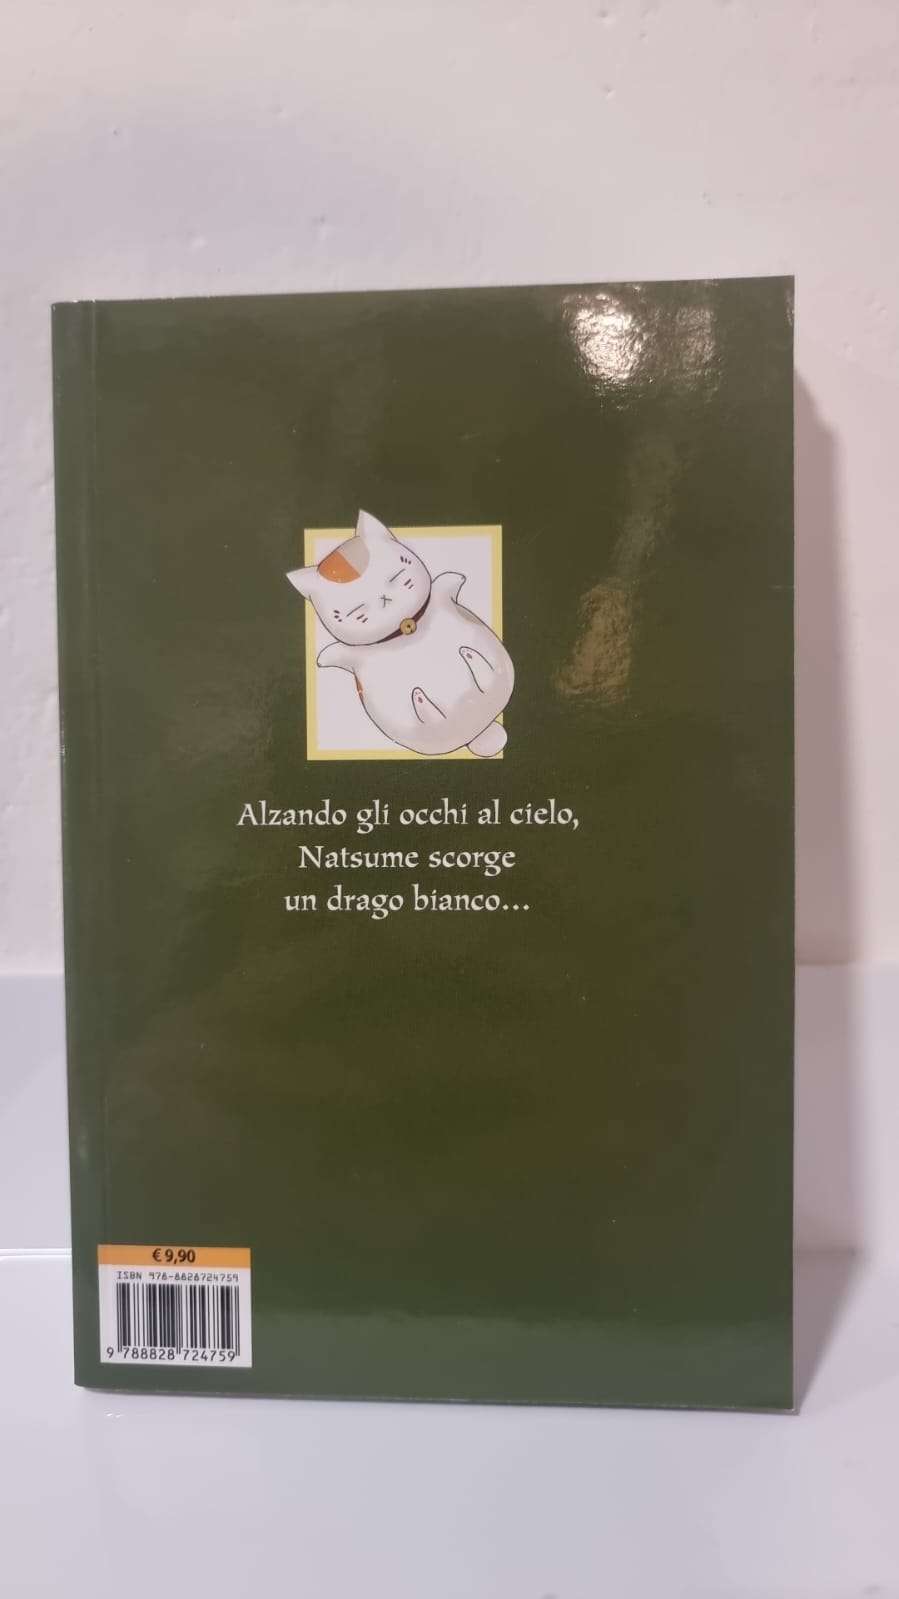 Alzando gli occhi al cielo,
Natsume scorge
un drago bianco...
€ 9,90
ISBN 978-8828724759
9 788828 724759